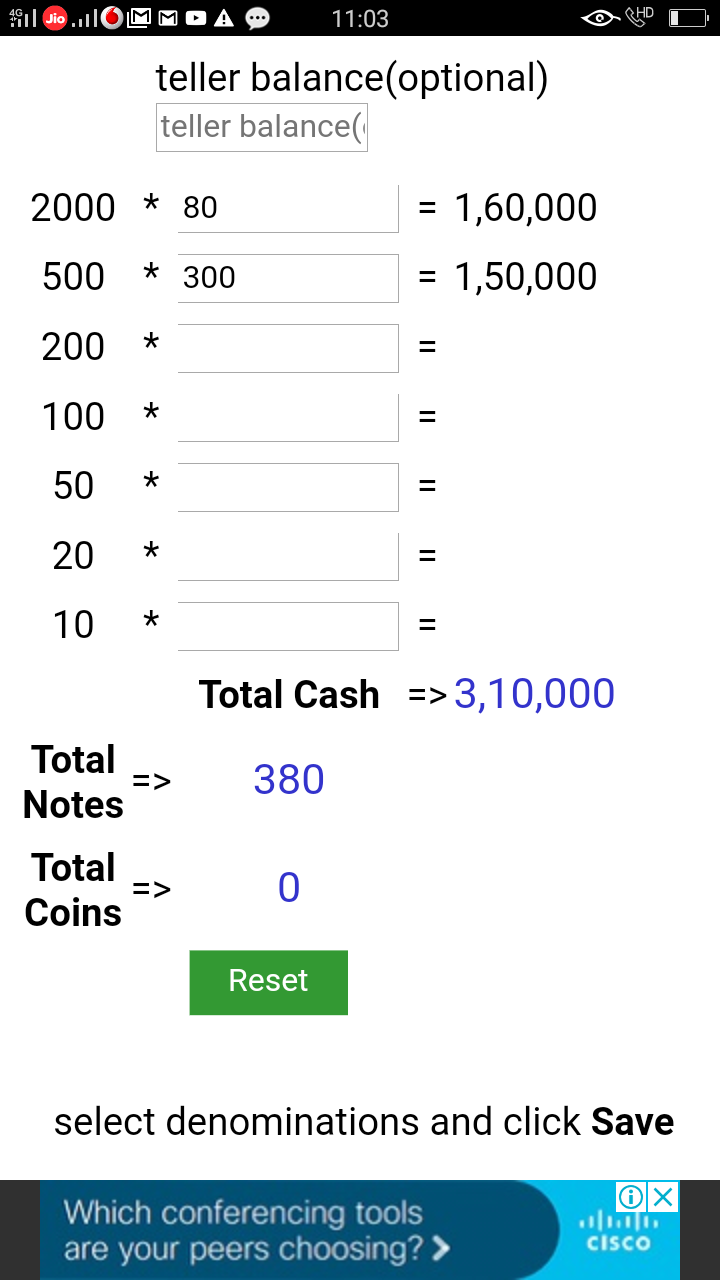 4G Jio 11:03 HD
teller balance(optional)
teller balance(
2000 * 80 = 1,60,000
500 * 300 = 1,50,000
200 * =
100 * =
50 * =
20 * =
10 * =
Total Cash => 3,10,000
Total Notes => 380
Total Coins => 0
Reset
select denominations and click Save
Which conferencing tools
are your peers choosing? >
CISCO